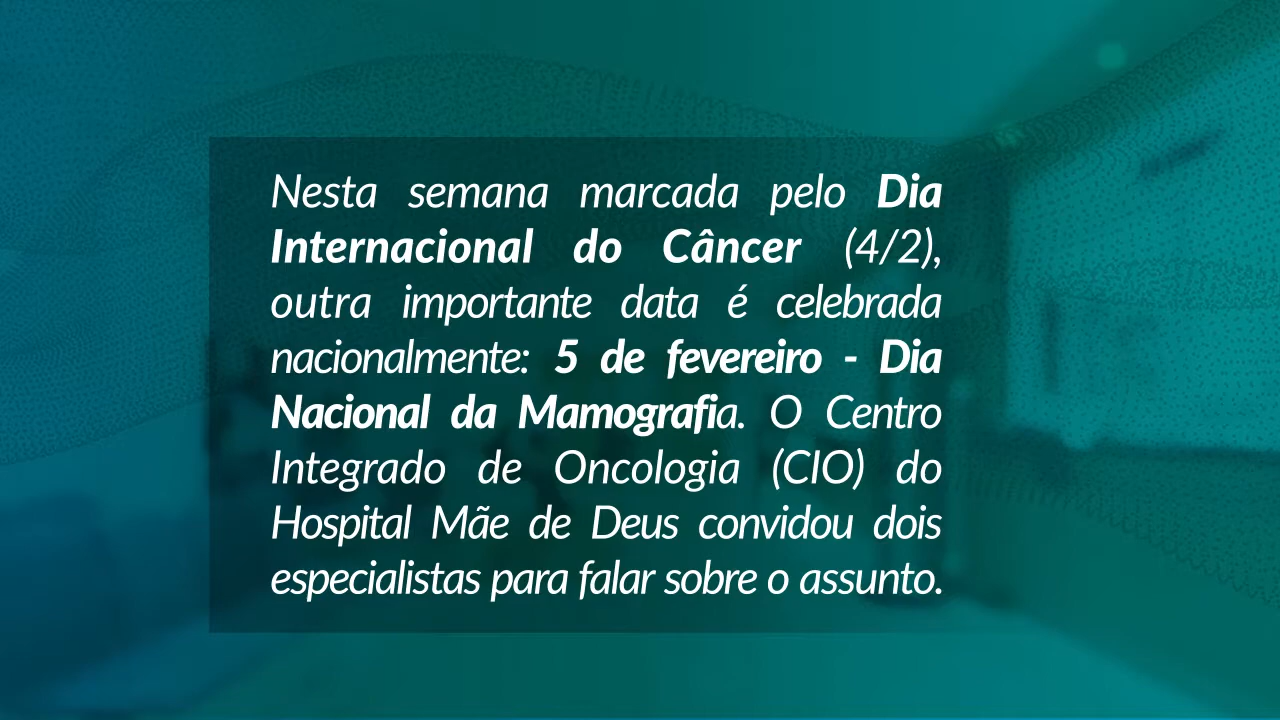 Nesta semana marcada pelo Dia
Internacional do Câncer (4/2),
outra importante data é celebrada
nacionalmente: 5 de fevereiro - Dia
Nacional da Mamografia. O Centro
Integrado de Oncologia (CIO) do
Hospital Mãe de Deus convidou dois
especialistas para falar sobre o assunto.